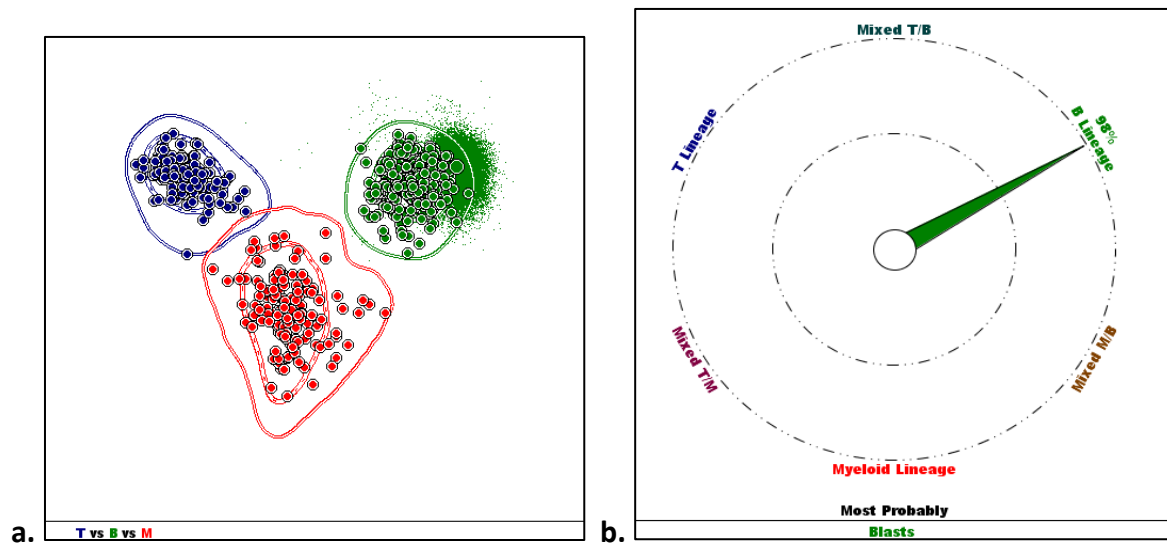 a.
T vs B vs M
b.
Mixed T/B
T Lineage
98%
B Lineage
Mixed T/M
Mixed M/B
Myeloid Lineage
Most Probably
Blasts